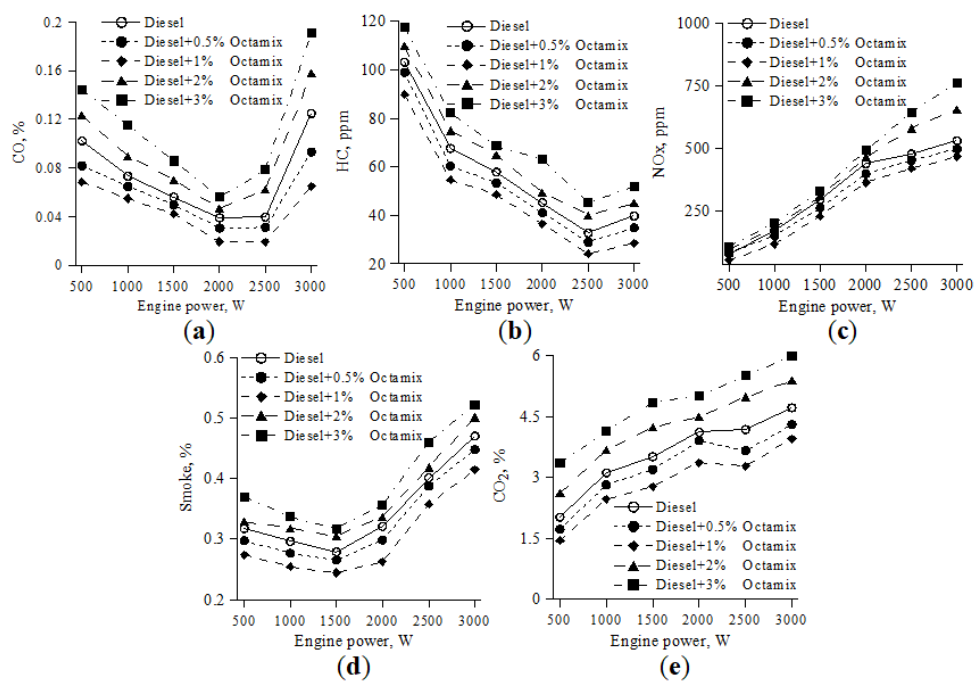 0.2
0.16
0.12
0.08
0.04
0
CO, %
Diesel
Diesel+0.5% Octamix
Diesel+1% Octamix
Diesel+2% Octamix
Diesel+3% Octamix
500 1000 1500 2000 2500 3000
Engine power, W
(a)
120
100
80
60
40
20
HC, ppm
Diesel
Diesel+0.5% Octamix
Diesel+1% Octamix
Diesel+2% Octamix
Diesel+3% Octamix
500 1000 1500 2000 2500 3000
Engine power, W
(b)
1000
750
500
250
NOx, ppm
Diesel
Diesel+0.5% Octamix
Diesel+1% Octamix
Diesel+2% Octamix
Diesel+3% Octamix
500 1000 1500 2000 2500 3000
Engine power, W
(c)
0.6
0.5
0.4
0.3
0.2
Smoke, %
Diesel
Diesel+0.5% Octamix
Diesel+1% Octamix
Diesel+2% Octamix
Diesel+3% Octamix
500 1000 1500 2000 2500 3000
Engine power, W
(d)
6
4.5
3
1.5
0
CO₂, %
Diesel
Diesel+0.5% Octamix
Diesel+1% Octamix
Diesel+2% Octamix
Diesel+3% Octamix
500 1000 1500 2000 2500 3000
Engine power, W
(e)